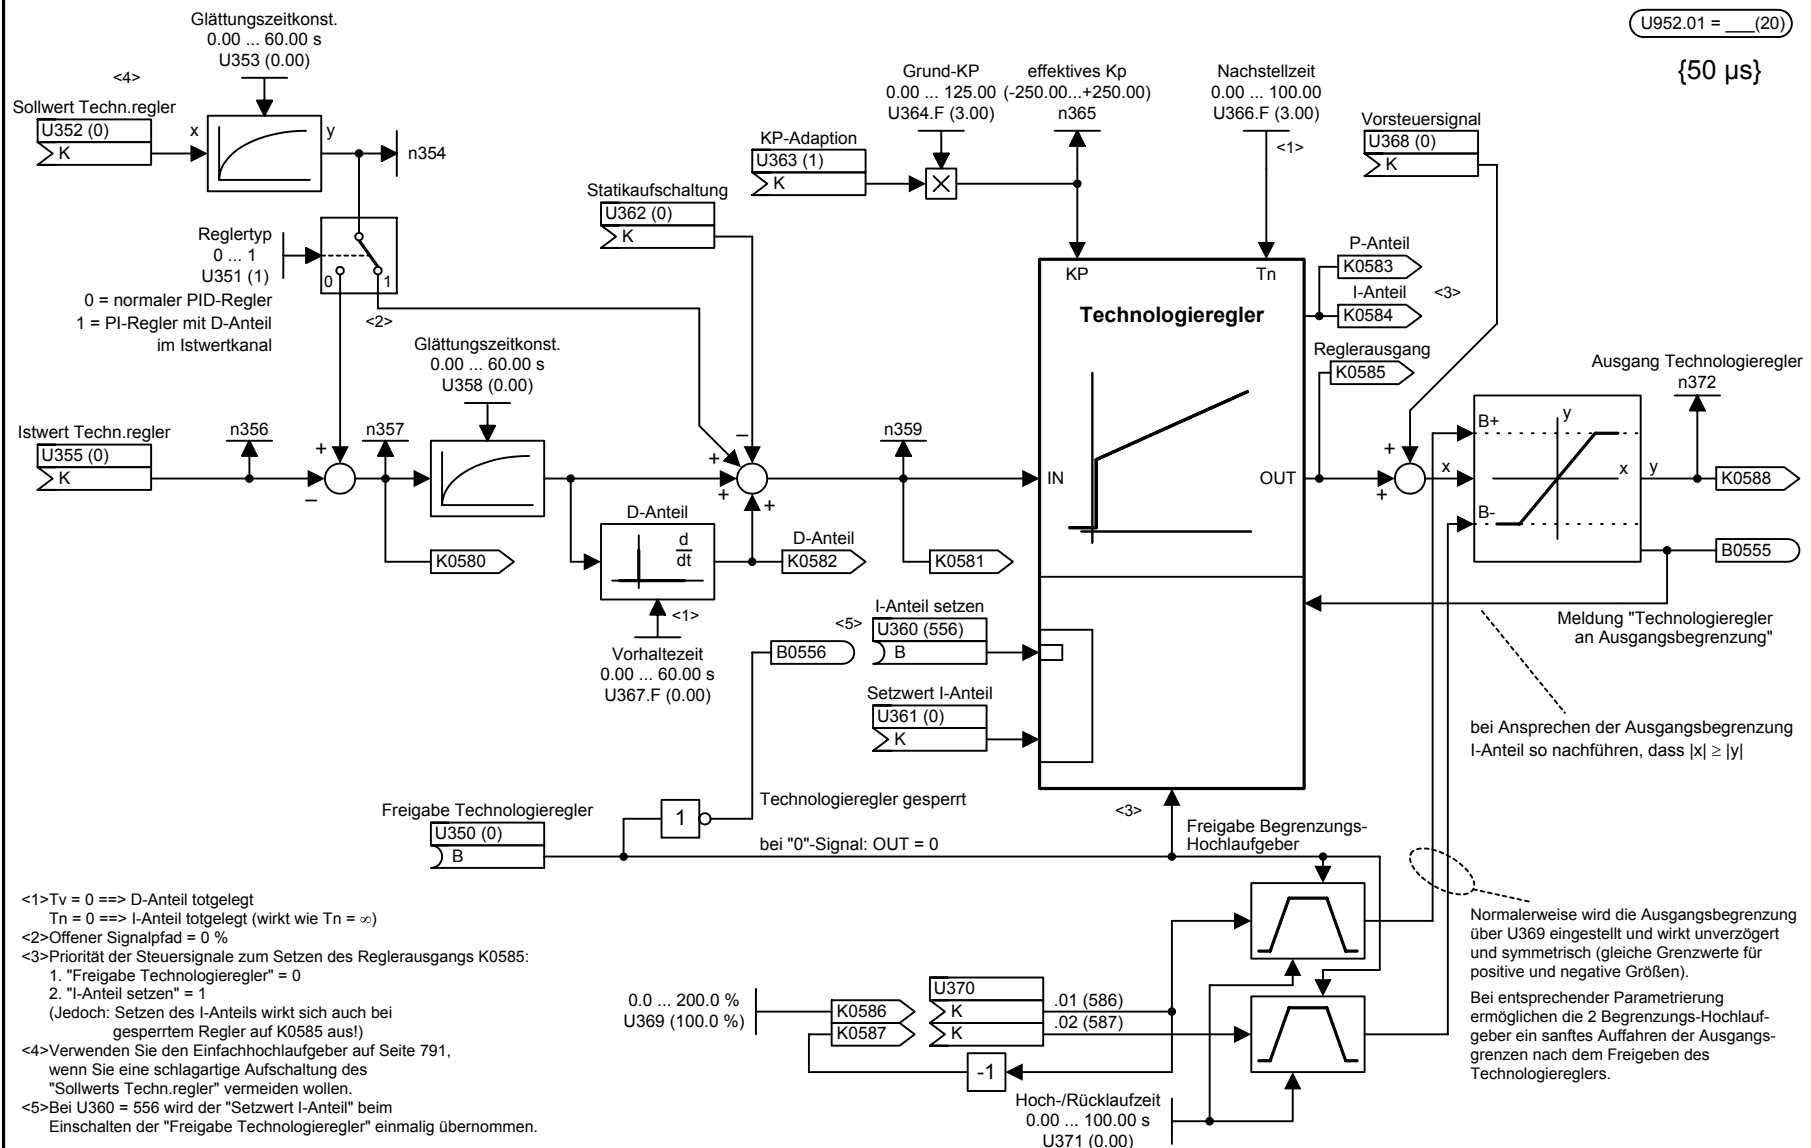 U952.01 = ___(20)
{50 µs}
Glättungszeitkonst.
0.00 ... 60.00 s
U353 (0.00)
<4>
Sollwert Techn.regler
U352 (0)
K
x
y
n354
Reglertyp
0 ... 1
U351 (1)
0
1
0 = normaler PID-Regler
1 = PI-Regler mit D-Anteil
im Istwertkanal
<2>
Glättungszeitkonst.
0.00 ... 60.00 s
U358 (0.00)
Istwert Techn.regler
U355 (0)
K
n356
+
–
n357
K0580
D-Anteil
d
dt
<1>
Vorhaltezeit
0.00 ... 60.00 s
U367.F (0.00)
D-Anteil
K0582
Statikaufschaltung
U362 (0)
K
–
+
+
+
n359
K0581
KP-Adaption
U363 (1)
K
Grund-KP
0.00 ... 125.00
U364.F (3.00)
effektives Kp
(-250.00...+250.00)
n365
Nachstellzeit
0.00 ... 100.00
U366.F (3.00)
<1>
Vorsteuersignal
U368 (0)
K
KP
Tn
Technologieregler
IN
OUT
P-Anteil
K0583
I-Anteil
<3>
K0584
Reglerausgang
K0585
+
+
x
B+
B-
y
x
y
Ausgang Technologieregler
n372
K0588
B0555
Meldung "Technologieregler
an Ausgangsbegrenzung"
bei Ansprechen der Ausgangsbegrenzung
I-Anteil so nachführen, dass |x| ≥ |y|
I-Anteil setzen
<5>
U360 (556)
B
B0556
Setzwert I-Anteil
U361 (0)
K
Freigabe Technologieregler
U350 (0)
B
1
Technologieregler gesperrt
bei "0"-Signal: OUT = 0
<3>
Freigabe Begrenzungs-
Hochlaufgeber
0.0 ... 200.0 %
U369 (100.0 %)
K0586
K0587
U370
K
K
.01 (586)
.02 (587)
-1
Hoch-/Rücklaufzeit
0.00 ... 100.00 s
U371 (0.00)
Normalerweise wird die Ausgangsbegrenzung
über U369 eingestellt und wirkt unverzögert
und symmetrisch (gleiche Grenzwerte für
positive und negative Größen).
Bei entsprechender Parametrierung
ermöglichen die 2 Begrenzungs-Hochlauf-
geber ein sanftes Auffahren der Ausgangs-
grenzen nach dem Freigeben des
Technologiereglers.
<1>Tv = 0 ==> D-Anteil totgelegt
Tn = 0 ==> I-Anteil totgelegt (wirkt wie Tn = ∞)
<2>Offener Signalpfad = 0 %
<3>Priorität der Steuersignale zum Setzen des Reglerausgangs K0585:
1. "Freigabe Technologieregler" = 0
2. "I-Anteil setzen" = 1
(Jedoch: Setzen des I-Anteils wirkt sich auch bei
gesperrtem Regler auf K0585 aus!)
<4>Verwenden Sie den Einfachhochlaufgeber auf Seite 791,
wenn Sie eine schlagartige Aufschaltung des
"Sollwerts Techn.regler" vermeiden wollen.
<5>Bei U360 = 556 wird der "Setzwert I-Anteil" beim
Einschalten der "Freigabe Technologieregler" einmalig übernommen.